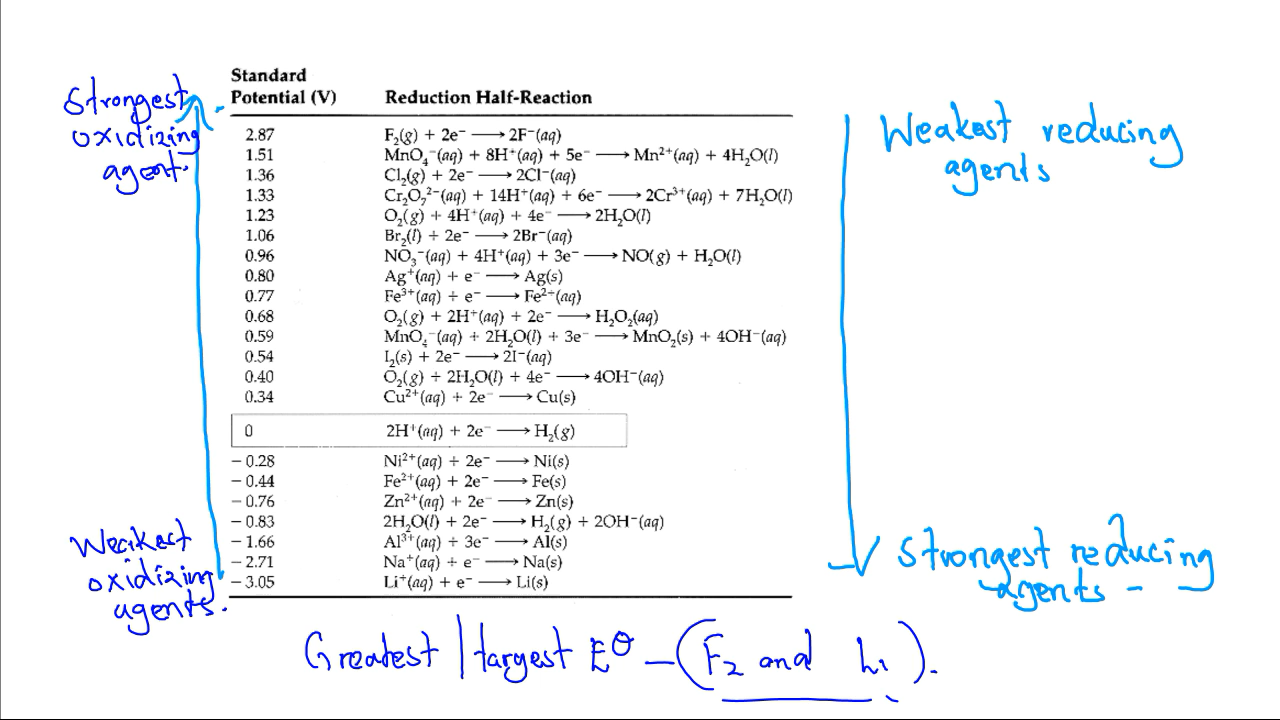 Strongest
oxidizing
agent.
Standard
Potential (V) Reduction Half-Reaction
2.87 F₂(g) + 2e⁻ ⟶ 2F⁻(aq)
1.51 MnO₄⁻(aq) + 8H⁺(aq) + 5e⁻ ⟶ Mn²⁺(aq) + 4H₂O(l)
1.36 Cl₂(g) + 2e⁻ ⟶ 2Cl⁻(aq)
1.33 Cr₂O₇²⁻(aq) + 14H⁺(aq) + 6e⁻ ⟶ 2Cr³⁺(aq) + 7H₂O(l)
1.23 O₂(g) + 4H⁺(aq) + 4e⁻ ⟶ 2H₂O(l)
1.06 Br₂(l) + 2e⁻ ⟶ 2Br⁻(aq)
0.96 NO₃⁻(aq) + 4H⁺(aq) + 3e⁻ ⟶ NO(g) + H₂O(l)
0.80 Ag⁺(aq) + e⁻ ⟶ Ag(s)
0.77 Fe³⁺(aq) + e⁻ ⟶ Fe²⁺(aq)
0.68 O₂(g) + 2H⁺(aq) + 2e⁻ ⟶ H₂O₂(aq)
0.59 MnO₄⁻(aq) + 2H₂O(l) + 3e⁻ ⟶ MnO₂(s) + 4OH⁻(aq)
0.54 I₂(s) + 2e⁻ ⟶ 2I⁻(aq)
0.40 O₂(g) + 2H₂O(l) + 4e⁻ ⟶ 4OH⁻(aq)
0.34 Cu²⁺(aq) + 2e⁻ ⟶ Cu(s)
0 2H⁺(aq) + 2e⁻ ⟶ H₂(g)
− 0.28 Ni²⁺(aq) + 2e⁻ ⟶ Ni(s)
− 0.44 Fe²⁺(aq) + 2e⁻ ⟶ Fe(s)
− 0.76 Zn²⁺(aq) + 2e⁻ ⟶ Zn(s)
− 0.83 2H₂O(l) + 2e⁻ ⟶ H₂(g) + 2OH⁻(aq)
− 1.66 Al³⁺(aq) + 3e⁻ ⟶ Al(s)
− 2.71 Na⁺(aq) + e⁻ ⟶ Na(s)
− 3.05 Li⁺(aq) + e⁻ ⟶ Li(s)
Weakest
oxidizing
agents.
Weakest reducing
agents
Strongest reducing
agents -
Greatest | largest E⊖ – (F₂ and Li).